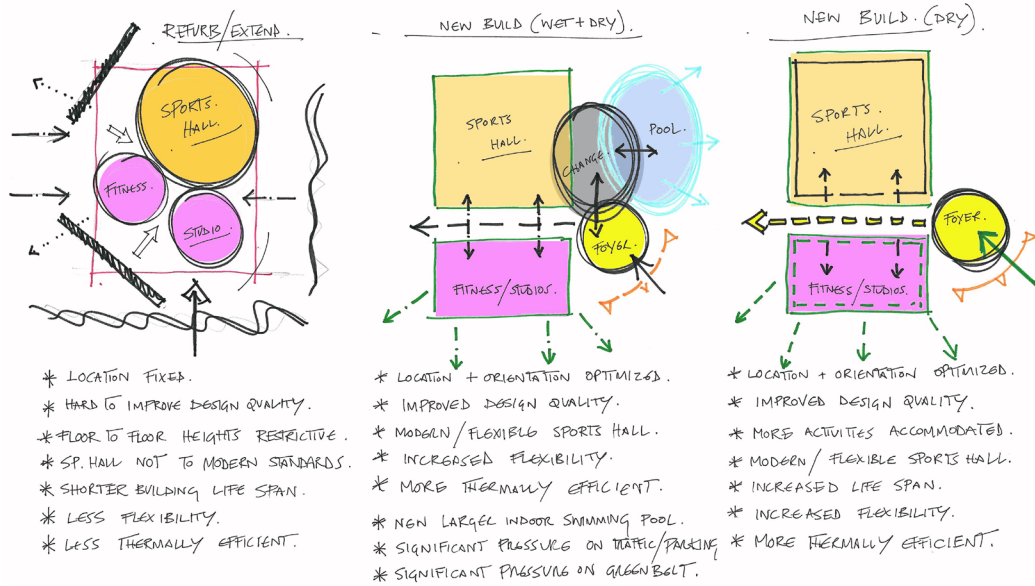 REFURB/EXTEND.
SPORTS.
HALL.
FITNESS.
STUDIO
* LOCATION FIXED.
* HARD TO IMPROVE DESIGN QUALITY.
* FLOOR TO FLOOR HEIGHTS RESTRICTIVE.
* SP. HALL NOT TO MODERN STANDARDS.
* SHORTER BUILDING LIFE SPAN.
* LESS FLEXIBILITY.
* LESS THERMALLY EFFICIENT.
NEW BUILD (WET + DRY)
SPORTS
HALL
CHANGE.
POOL.
FOYER.
FITNESS/STUDIOS.
* LOCATION + ORIENTATION OPTIMIZED.
* IMPROVED DESIGN QUALITY.
* MODERN/FLEXIBLE SPORTS HALL.
* INCREASED FLEXIBILITY.
* MORE THERMALLY EFFICIENT.
* NEW LARGER INDOOR SWIMMING POOL.
* SIGNIFICANT PRESSURE ON TRAFFIC/PARKING
* SIGNIFICANT PRESSURE ON GREENBELT.
NEW BUILD. (DRY)
SPORTS.
HALL.
FOYER.
FITNESS/STUDIOS.
* LOCATION + ORIENTATION OPTIMIZED.
* IMPROVED DESIGN QUALITY.
* MORE ACTIVITIES ACCOMMODATED.
* MODERN/FLEXIBLE SPORTS HALL.
* INCREASED LIFE SPAN.
* INCREASED FLEXIBILITY.
* MORE THERMALLY EFFICIENT.